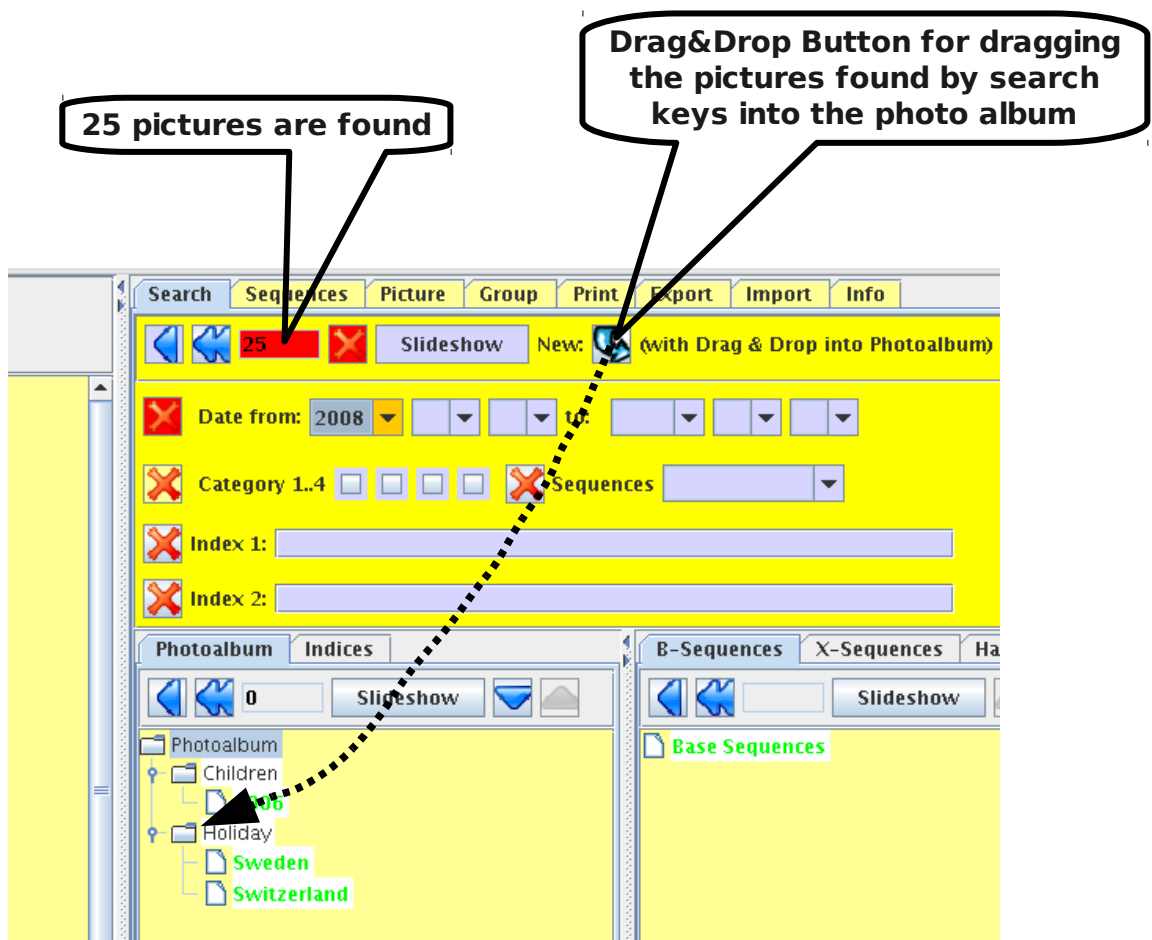 Drag&Drop Button for dragging
the pictures found by search
keys into the photo album
25 pictures are found
Search Sequences Picture Group Print Export Import Info
25 Slideshow New: (with Drag & Drop into Photoalbum)
Date from: 2008 to:
Category 1..4 Sequences
Index 1:
Index 2:
Photoalbum Indices
B-Sequences X-Sequences Ha
0 Slideshow
Slideshow
Photoalbum
Base Sequences
Children
Holiday
Sweden
Switzerland